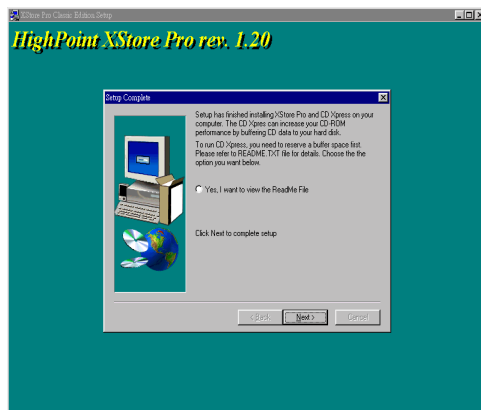 XStore Pro Classic Edition Setup
HighPoint XStore Pro rev. 1.20
Setup Complete
Setup has finished installing XStore Pro and CD Xpress on your
computer. The CD Xpres can increase your CD-ROM
performance by buffering CD data to your hard disk.
To run CD Xpress, you need to reserve a buffer space first.
Please refer to README.TXT file for details. Choose the the
option you want below.
Yes, I want to view the ReadMe File
Click Next to complete setup
< Back
Next >
Cancel